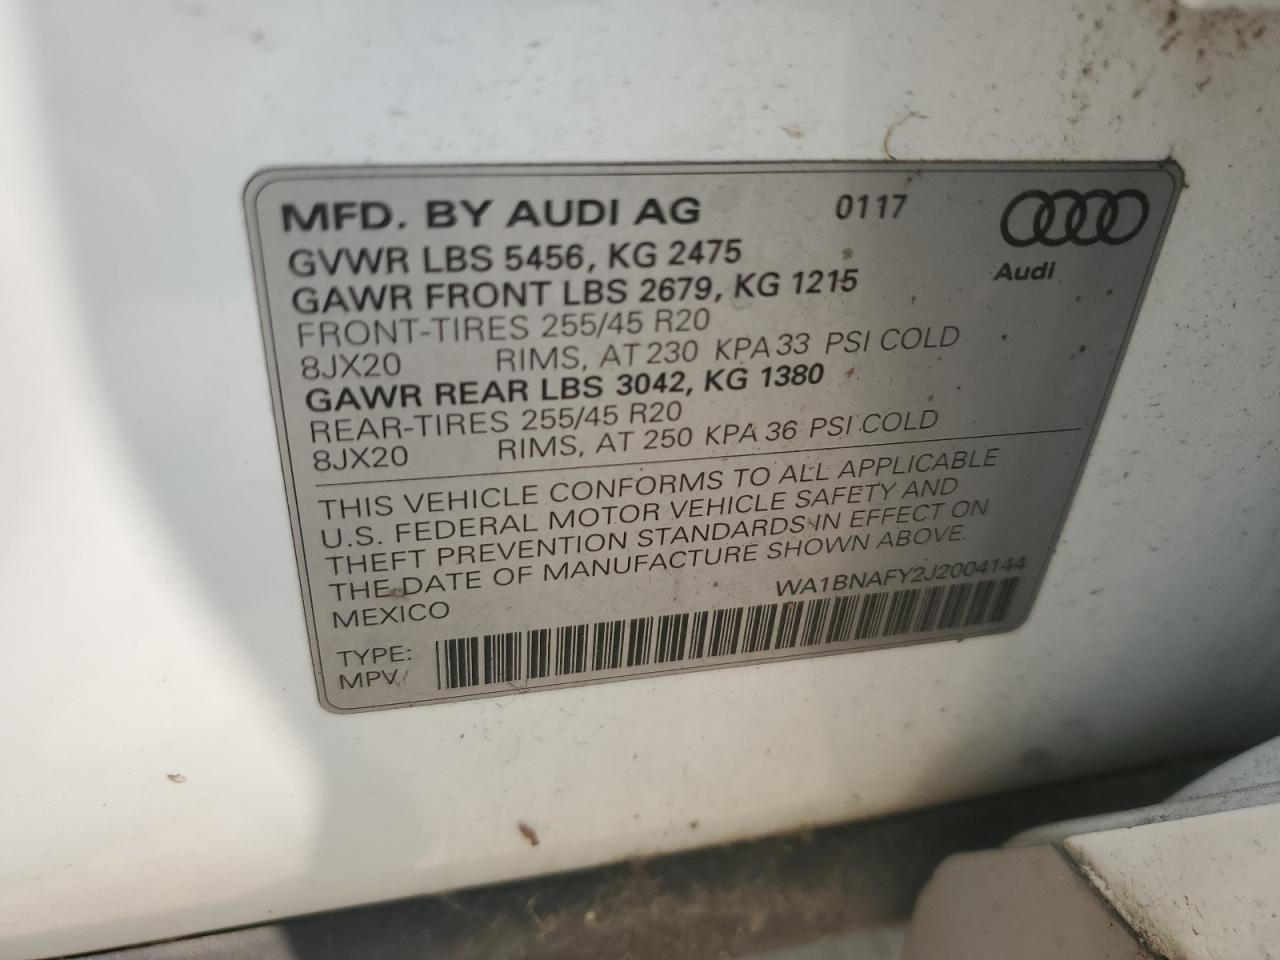 MFD. BY AUDI AG 0117
Audi
GVWR LBS 5456, KG 2475
GAWR FRONT LBS 2679, KG 1215
FRONT-TIRES 255/45 R20
8JX20 RIMS, AT 230 KPA 33 PSI COLD
GAWR REAR LBS 3042, KG 1380
REAR-TIRES 255/45 R20
8JX20 RIMS, AT 250 KPA 36 PSI COLD
THIS VEHICLE CONFORMS TO ALL APPLICABLE
U.S. FEDERAL MOTOR VEHICLE SAFETY AND
THEFT PREVENTION STANDARDS IN EFFECT ON
THE DATE OF MANUFACTURE SHOWN ABOVE.
MEXICO WA1BNAFY2J2004144
TYPE:
MPV